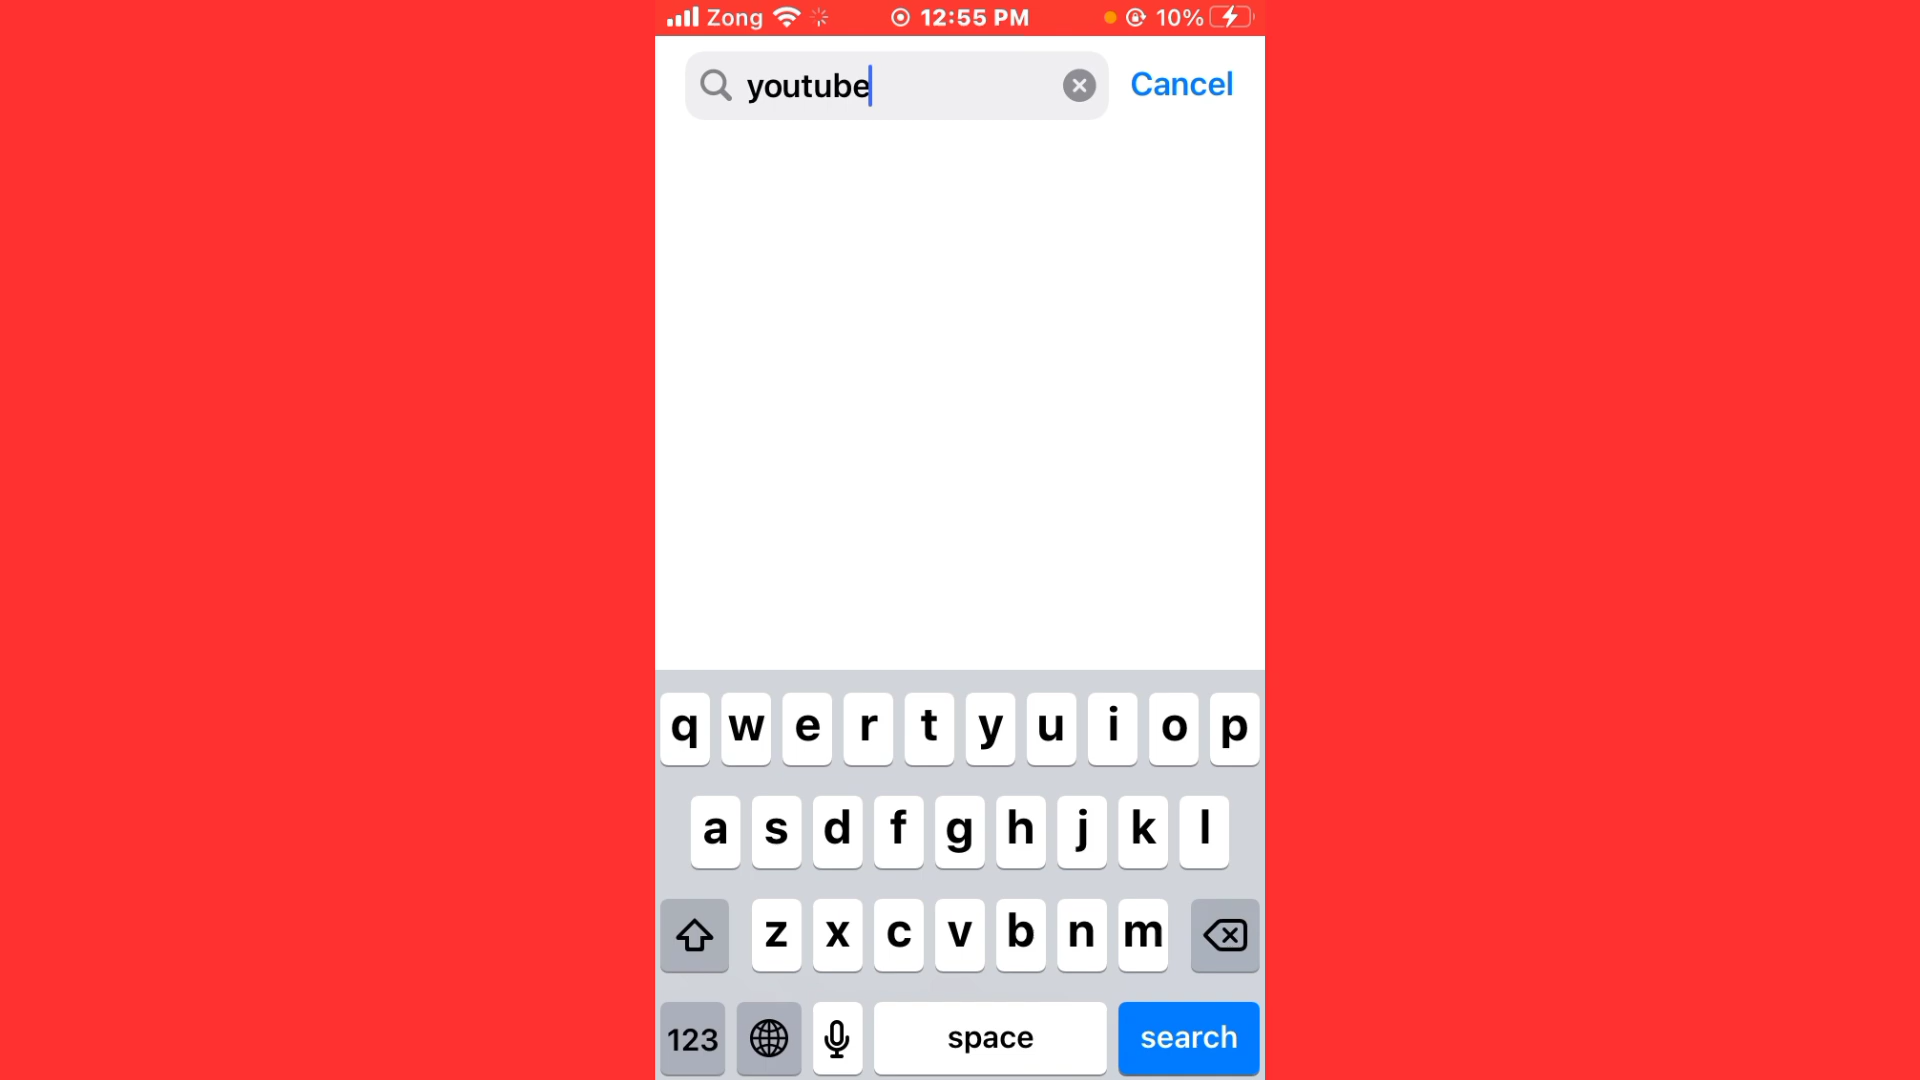 Zong 12:55 PM 10%
youtube Cancel
q w e r t y u i o p
a s d f g h j k l
z x c v b n m
123 space search